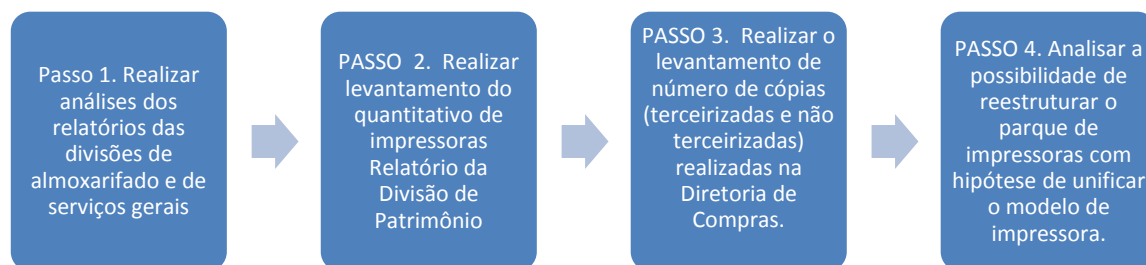 Passo 1. Realizar
análises dos
relatórios das
divisões de
almoxarifado e de
serviços gerais
PASSO 2. Realizar
levantamento do
quantitativo de
impressoras
Relatório da
Divisão de
Patrimônio
PASSO 3. Realizar o
levantamento de
número de cópias
(terceirizadas e não
terceirizadas)
realizadas na
Diretoria de
Compras.
PASSO 4. Analisar a
possibilidade de
reestruturar o
parque de
impressoras com
hipótese de unificar
o modelo de
impressora.